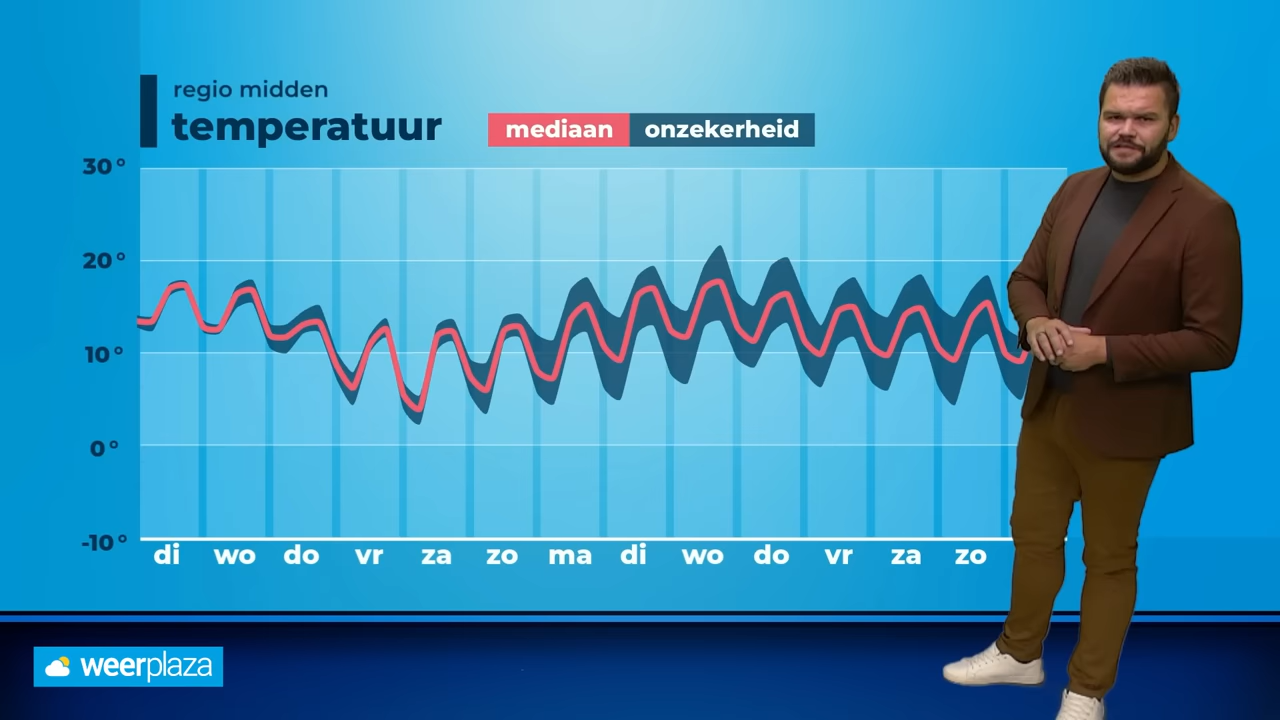 regio midden
temperatuur
mediaan onzekerheid
30°
20°
10°
0°
-10°
di wo do vr za zo ma di wo do vr za zo
weerplaza